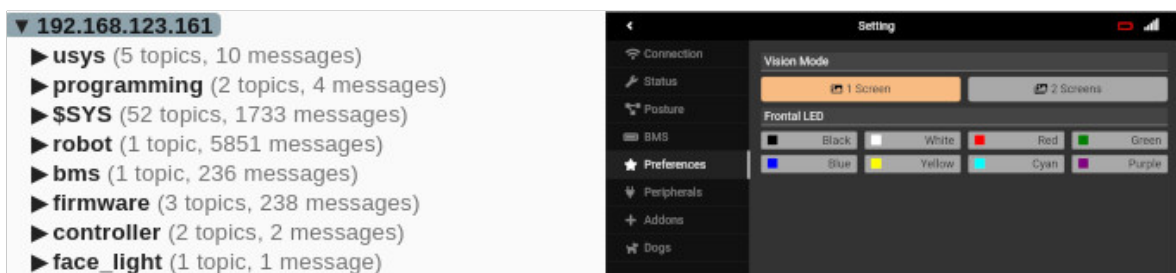 ▼ 192.168.123.161
▶ usys (5 topics, 10 messages)
▶ programming (2 topics, 4 messages)
▶ $SYS (52 topics, 1733 messages)
▶ robot (1 topic, 5851 messages)
▶ bms (1 topic, 236 messages)
▶ firmware (3 topics, 238 messages)
▶ controller (2 topics, 2 messages)
▶ face_light (1 topic, 1 message)
Setting
Connection
Status
Posture
BMS
Preferences
Peripherals
Addons
Dogs
Vision Mode
1 Screen 2 Screens
Frontal LED
Black White Red Green
Blue Yellow Cyan Purple